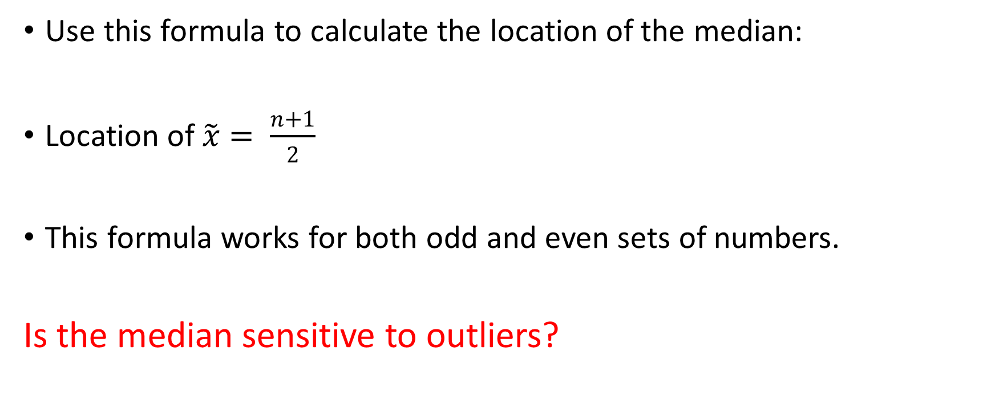 • Use this formula to calculate the location of the median:
• Location of x̃ = \frac{n+1}{2}
• This formula works for both odd and even sets of numbers.
Is the median sensitive to outliers?